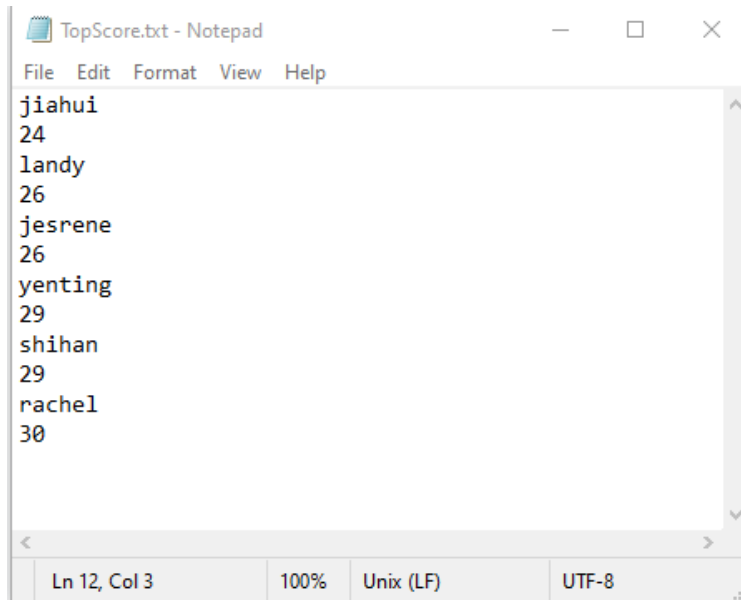 TopScore.txt - Notepad
File Edit Format View Help
jiahui
24
landy
26
jesrene
26
yenting
29
shihan
29
rachel
30
Ln 12, Col 3 100% Unix (LF) UTF-8